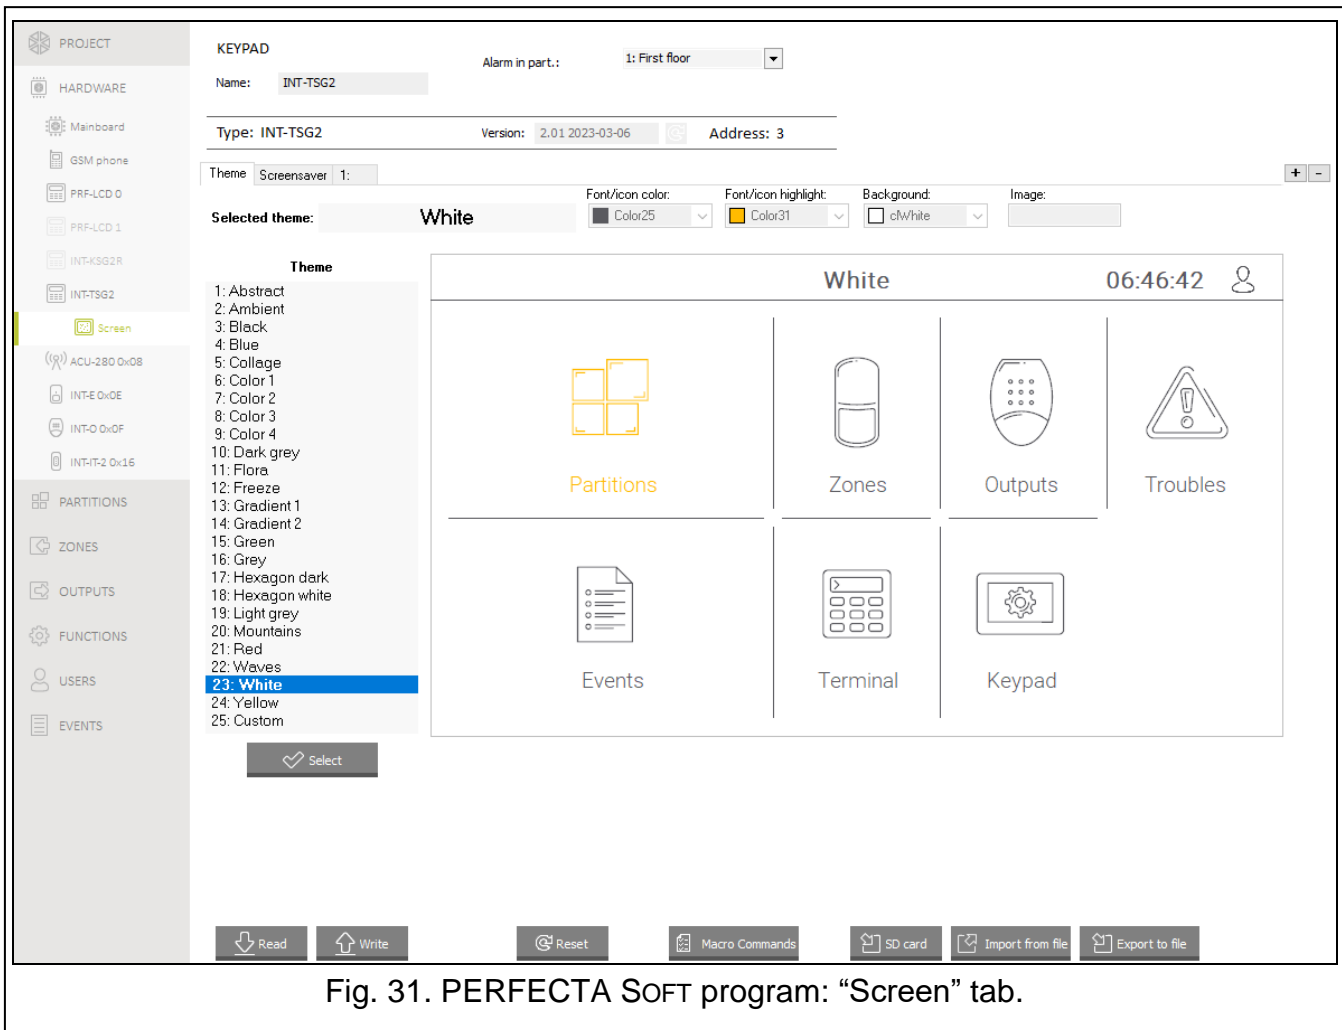 PROJECT
HARDWARE
Mainboard
GSM phone
PRF-LCD 0
PRF-LCD 1
INT-KSG2R
INT-TSG2
Screen
ACU-280 0x08
INT-E 0x0E
INT-O 0x0F
INT-IT-2 0x16
PARTITIONS
ZONES
OUTPUTS
FUNCTIONS
USERS
EVENTS
KEYPAD
Alarm in part.: 1: First floor
Name: INT-TSG2
Type: INT-TSG2 Version: 2.01 2023-03-06 Address: 3
Theme Screensaver 1: + -
Font/icon color: Font/icon highlight: Background: Image:
Selected theme: White Color25 Color31 clWhite
Theme
1: Abstract
2: Ambient
3: Black
4: Blue
5: Collage
6: Color 1
7: Color 2
8: Color 3
9: Color 4
10: Dark grey
11: Flora
12: Freeze
13: Gradient 1
14: Gradient 2
15: Green
16: Grey
17: Hexagon dark
18: Hexagon white
19: Light grey
20: Mountains
21: Red
22: Waves
23: White
24: Yellow
25: Custom
Select
White 06:46:42
Partitions Zones Outputs Troubles
Events Terminal Keypad
Read Write Reset Macro Commands SD card Import from file Export to file
Fig. 31. PERFECTA SOFT program: “Screen” tab.